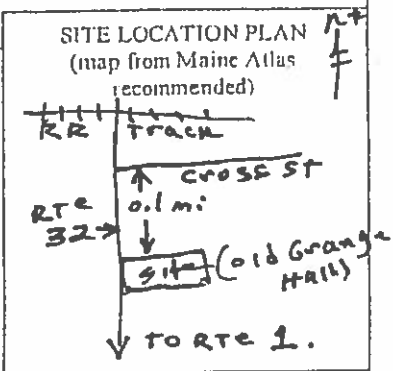 SITE LOCATION PLAN
(map from Maine Atlas
recommended)
RR Track
Cross St
0.1 mi
RTe
32
Site (old Grange
Hall)
TO RTe 1.